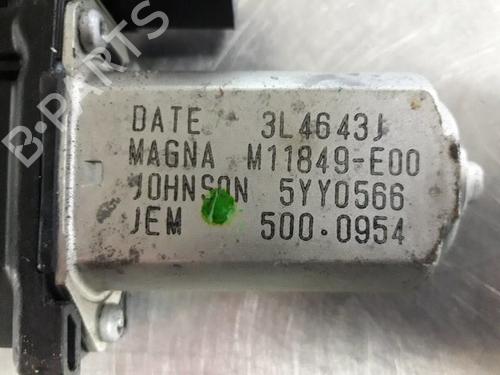 B-PARTS
DATE 3L4643J
MAGNA M11849-E00
JOHNSON 5YY0566
JEM 500.0954